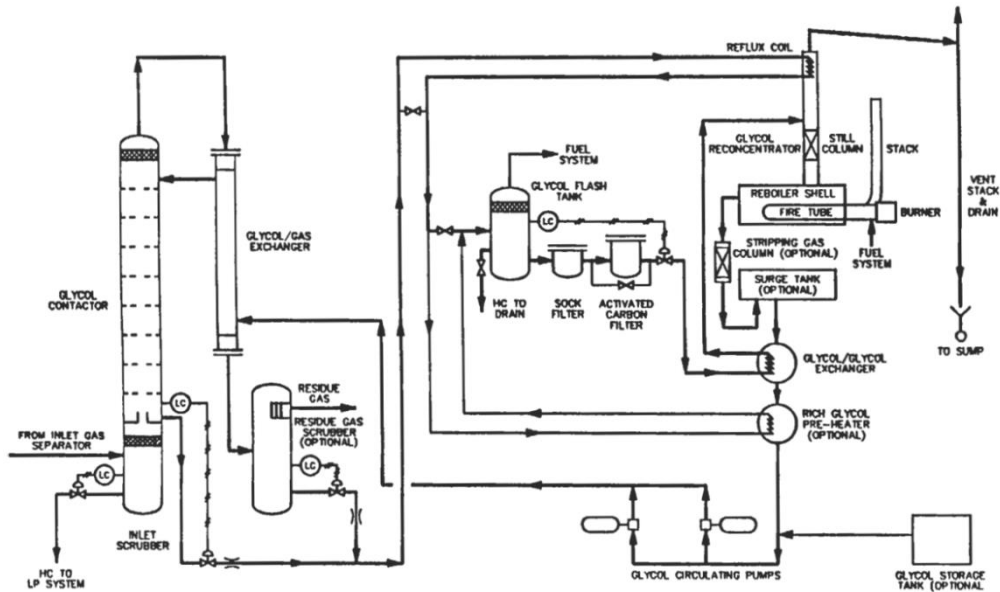 REFLUX COIL
GLYCOL
RECONCENTRATOR
STILL
COLUMN
STACK
VENT
STACK
&
DRAIN
FUEL
SYSTEM
GLYCOL FLASH
TANK
LC
REBOILER SHELL
FIRE TUBE
BURNER
FUEL
SYSTEM
GLYCOL/GAS
EXCHANGER
STRIPPING GAS
COLUMN (OPTIONAL)
SURGE TANK
(OPTIONAL)
GLYCOL
CONTACTOR
HC TO
DRAIN
SOCK
FILTER
ACTIVATED
CARBON
FILTER
TO SUMP
GLYCOL/GLYCOL
EXCHANGER
LC
RESIDUE
GAS
RESIDUE GAS
SCRUBBER
(OPTIONAL)
RICH GLYCOL
PRE-HEATER
(OPTIONAL)
FROM INLET GAS
SEPARATOR
LC
LC
INLET
SCRUBBER
HC TO
LP SYSTEM
GLYCOL CIRCULATING PUMPS
GLYCOL STORAGE
TANK (OPTIONAL